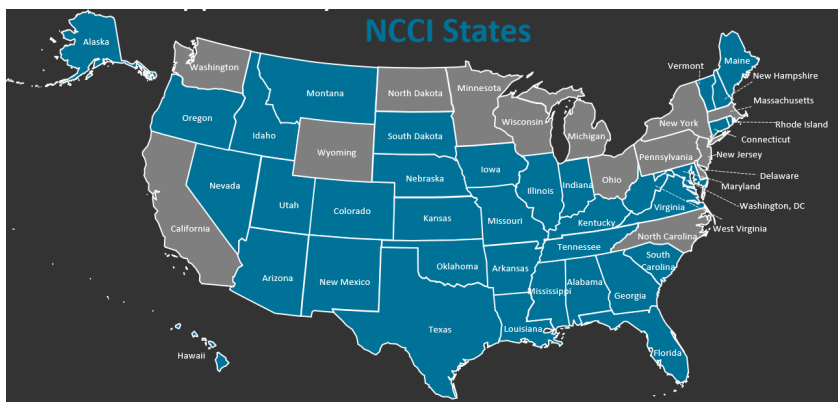 NCCI States
Alaska
Washington
Montana
North Dakota
Minnesota
Vermont
Maine
New Hampshire
Massachusetts
Rhode Island
Connecticut
New Jersey
Delaware
Maryland
Washington, DC
West Virginia
Oregon
Idaho
Wyoming
South Dakota
Wisconsin
Michigan
New York
Pennsylvania
Nevada
Utah
Colorado
Nebraska
Iowa
Illinois
Indiana
Ohio
Virginia
California
Kansas
Missouri
Kentucky
North Carolina
Tennessee
Arizona
New Mexico
Oklahoma
Arkansas
South
Carolina
Mississippi
Alabama
Georgia
Texas
Louisiana
Florida
Hawaii